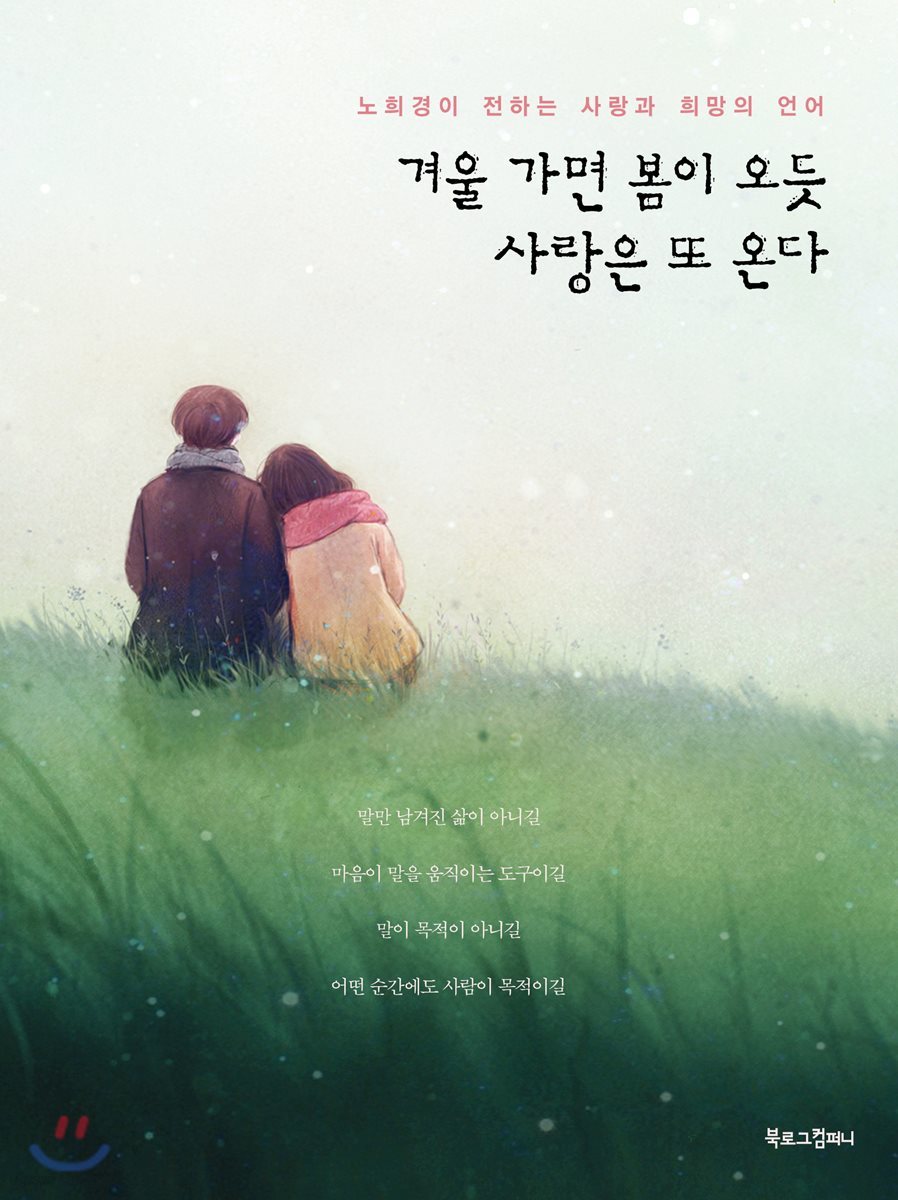 노희경이 전하는 사랑과 희망의 언어
겨울 가면 봄이 오듯
사랑은 또 온다
말만 남겨진 삶이 아니길
마음이 말을 움직이는 도구이길
말이 목적이 아니길
어떤 순간에도 사람이 목적이길
북로그컴퍼니